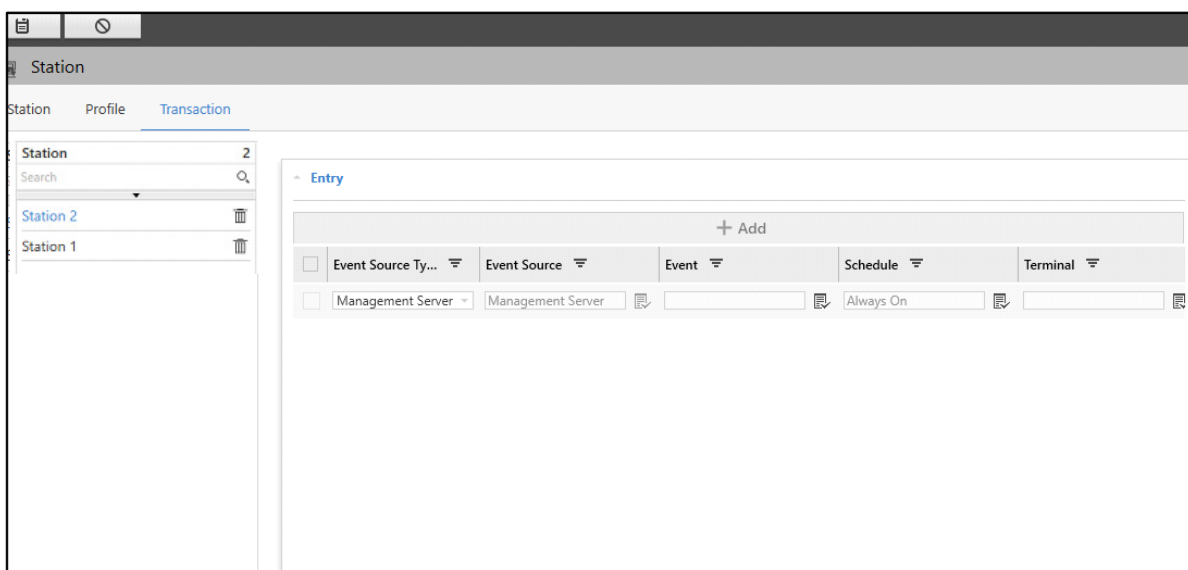 Station
Station Profile Transaction
Station 2
Search
Station 2
Station 1
Entry
+ Add
Event Source Ty... Event Source Event Schedule Terminal
Management Server Management Server Always On